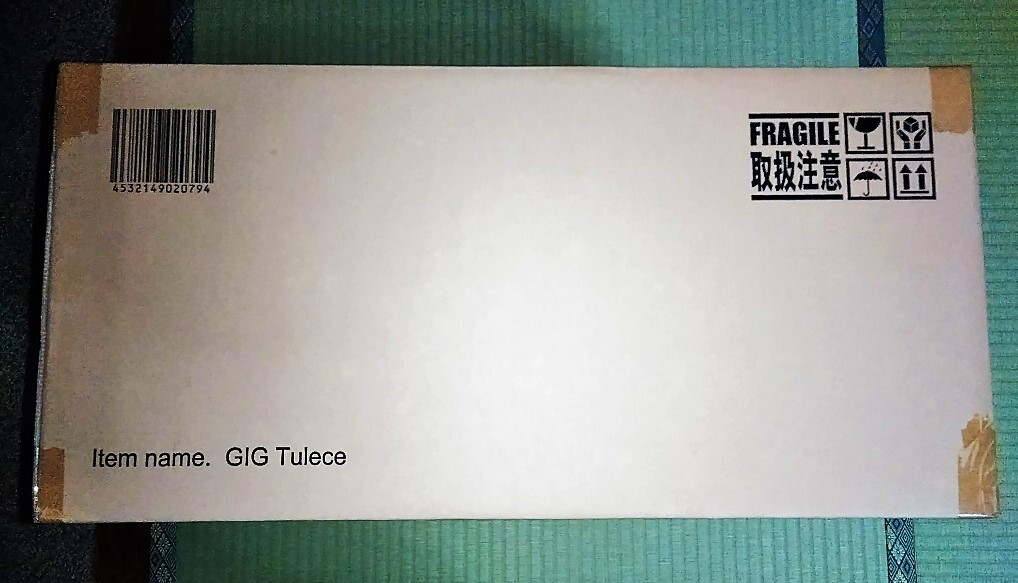 4532149020794
FRAGILE
取扱注意
Item name. GIG Tulece